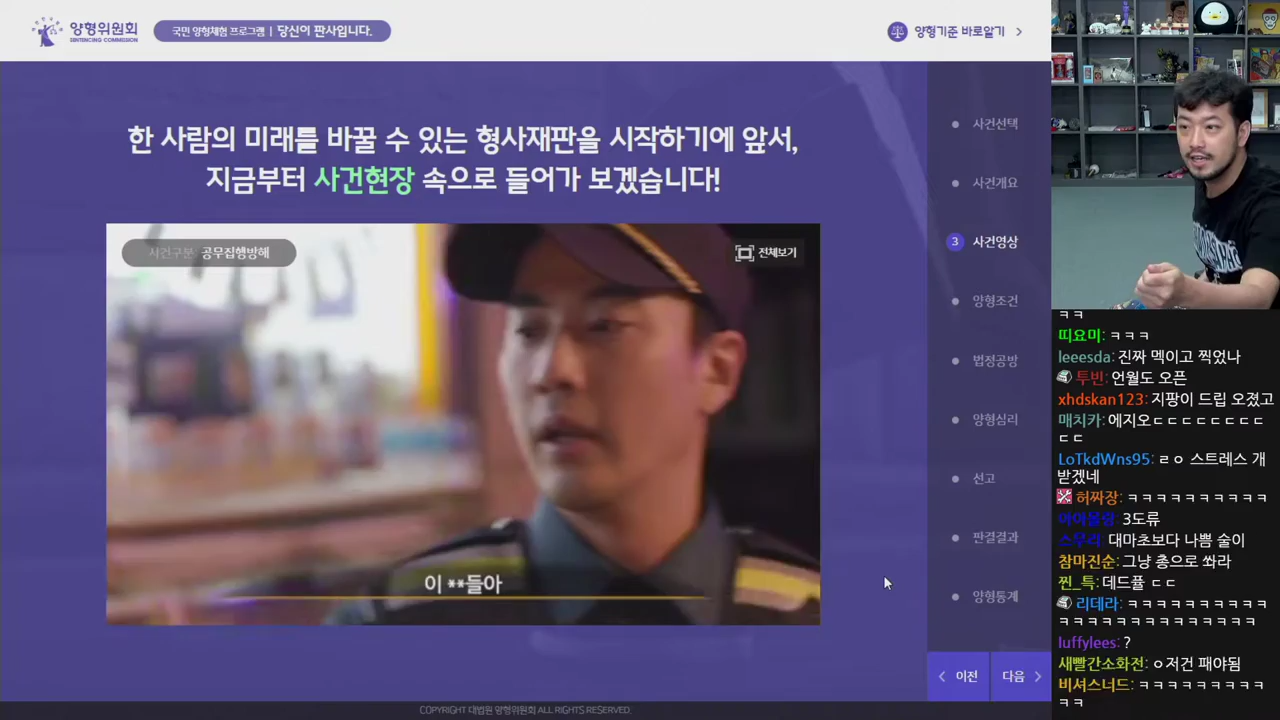 양형위원회
SENTENCING COMMISSION
국민 양형체험 프로그램 | 당신이 판사입니다.
양형기준 바로알기
한 사람의 미래를 바꿀 수 있는 형사재판을 시작하기에 앞서,
지금부터 사건현장 속으로 들어가 보겠습니다!
사건구분 공무집행방해
전체보기
이 **들아
사건선택
사건개요
3 사건영상
양형조건
법정공방
양형심리
선고
판결결과
양형통계
이전
다음
COPYRIGHT 대법원 양형위원회 ALL RIGHTS RESERVED.
ㅋㅋ
띠요미: ㅋㅋㅋ
leeesda: 진짜 멕이고 찍었나
투빈: 언월도 오픈
xhdskan123: 지팡이 드립 오졌고
매치카: 에지오ㄷㄷㄷㄷㄷㄷㄷㄷ
ㄷㄷ
LoTkdWns95: ㄹㅇ 스트레스 개
받겠네
허짜장: ㅋㅋㅋㅋㅋㅋㅋㅋㅋㅋ
3도류
스무리: 대마초보다 나쁨 술이
참마진순: 그냥 총으로 쏴라
찐_특: 데드풀 ㄷㄷ
리데라: ㅋㅋㅋㅋㅋㅋㅋㅋㅋㅋ
ㅋㅋㅋㅋㅋㅋㅋㅋㅋㅋㅋㅋㅋㅋ
luffylees: ?
새빨간소화전: ㅇ저건 패야됨
비셔스너드: ㅋㅋㅋㅋㅋㅋㅋㅋㅋ
ㅋㅋ